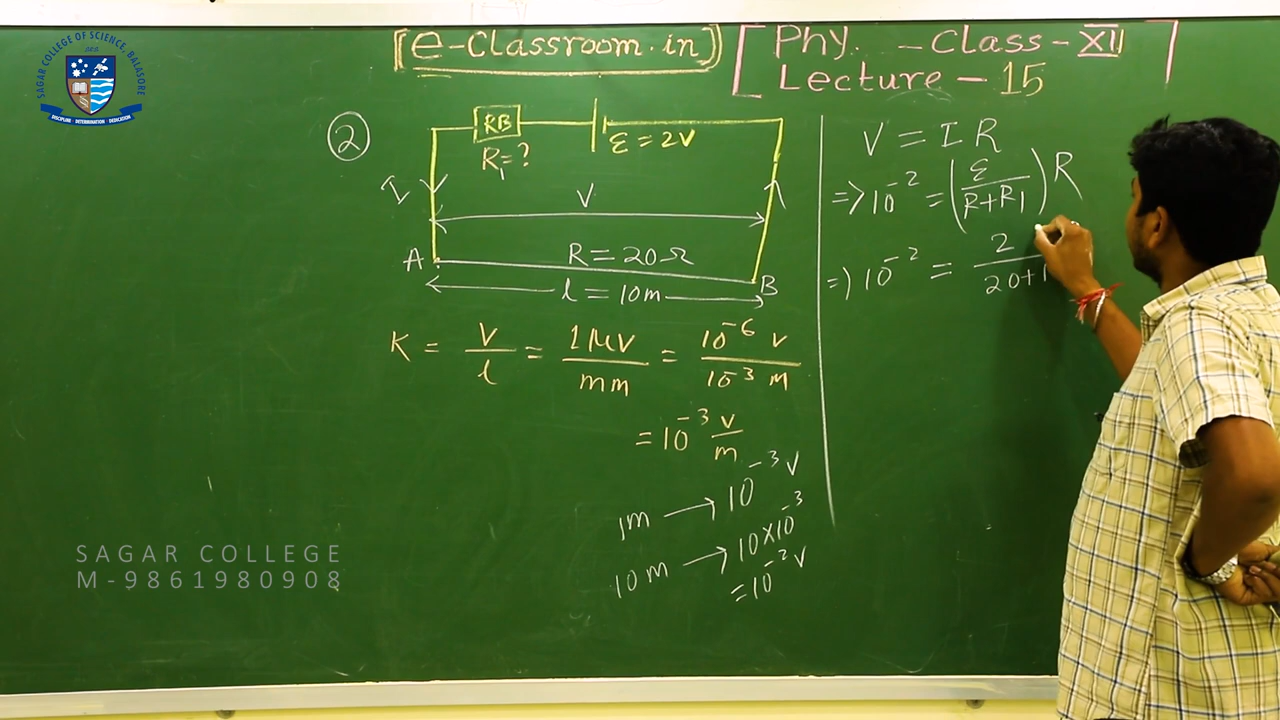 SAGAR COLLEGE OF SCIENCE, BALASORE
DISCIPLINE - DETERMINATION - DEDICATION
[e-Classroom.in]
[Phy. - Class - XII]
Lecture - 15
②
RB
R₁ = ?
ε = 2V
I
V
A
R = 20Ω
B
l = 10m
K = V/l = 1μV/mm = 10⁻⁶ V/10⁻³ M
= 10⁻³ V/m
1m → 10⁻³ V
10m → 10×10⁻³
= 10⁻² V
V = I R
=> 10⁻² = (ε/(R+R₁)) R
=> 10⁻² = 2/20+
SAGAR COLLEGE
M-9861980908